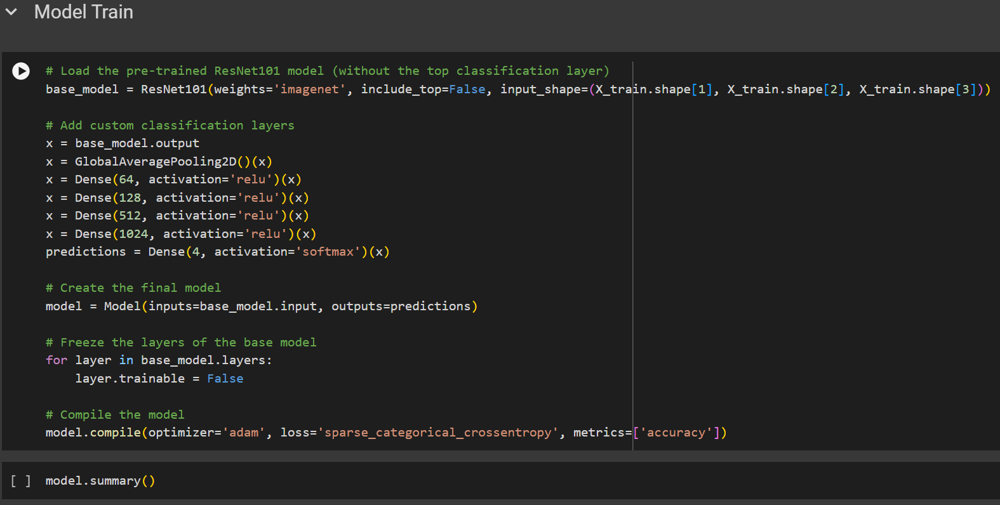 Model Train
# Load the pre-trained ResNet101 model (without the top classification layer)
base_model = ResNet101(weights='imagenet', include_top=False, input_shape=(X_train.shape[1], X_train.shape[2], X_train.shape[3]))
# Add custom classification layers
x = base_model.output
x = GlobalAveragePooling2D()(x)
x = Dense(64, activation='relu')(x)
x = Dense(128, activation='relu')(x)
x = Dense(512, activation='relu')(x)
x = Dense(1024, activation='relu')(x)
predictions = Dense(4, activation='softmax')(x)
# Create the final model
model = Model(inputs=base_model.input, outputs=predictions)
# Freeze the layers of the base model
for layer in base_model.layers:
    layer.trainable = False
# Compile the model
model.compile(optimizer='adam', loss='sparse_categorical_crossentropy', metrics=['accuracy'])
[ ] model.summary()